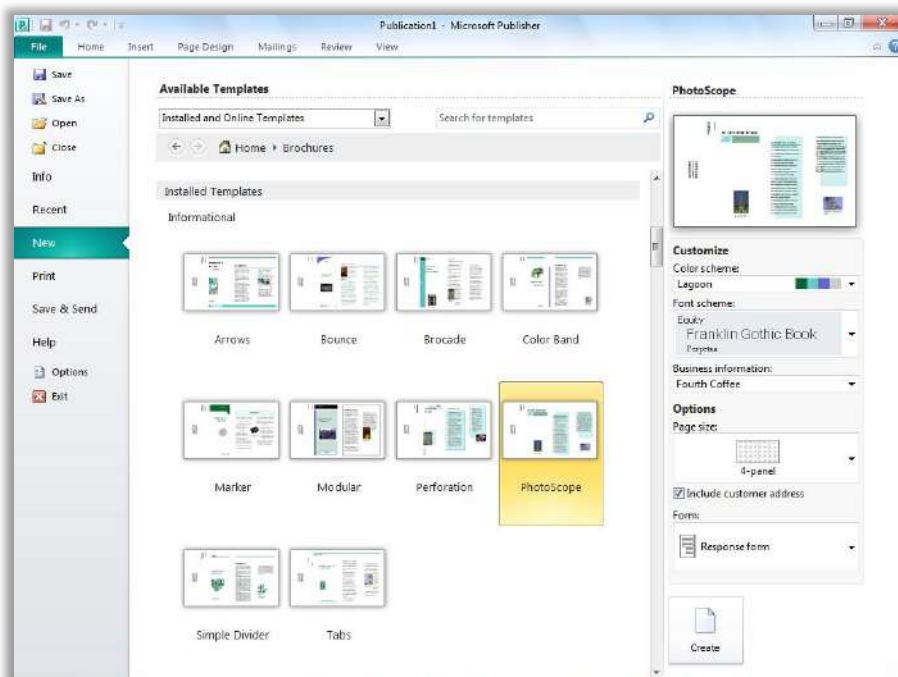 Publication1 - Microsoft Publisher
File Home Insert Page Design Mailings Review View
Save
Save As
Open
Close
Info
Recent
New
Print
Save & Send
Help
Options
Exit
Available Templates
Installed and Online Templates
Search for templates
Home Brochures
Installed Templates
Informational
Arrows Bounce Brocade Color Band
Marker Modular Perforation PhotoScope
Simple Divider Tabs
PhotoScope
Customize
Color scheme:
Lagoon
Font scheme:
Equity
Franklin Gothic Book
Perpetua
Business information:
Fourth Coffee
Options
Page size:
4-panel
Include customer address
Form:
Response form
Create